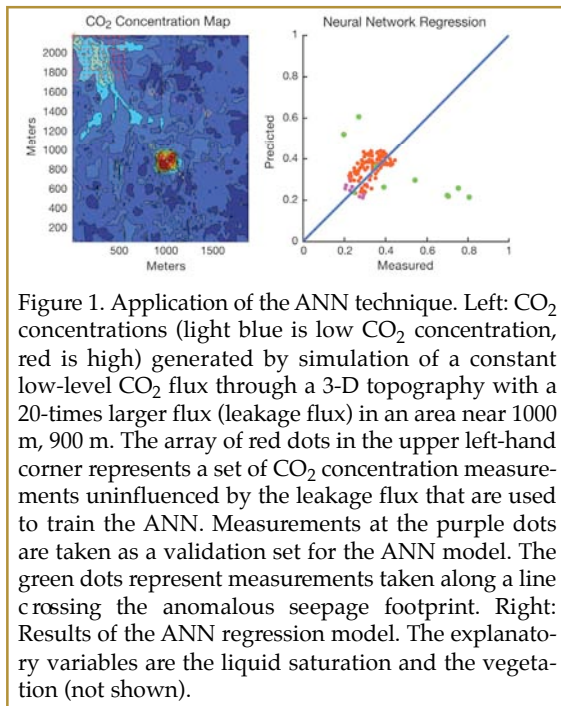 CO₂ Concentration Map
2000
1800
1600
1400
1200
1000
800
600
400
200
Meters
500 1000 1500
Meters
Neural Network Regression
1
0.8
0.6
0.4
0.2
0
Precicted
0 0.2 0.4 0.6 0.8 1
Measured
Figure 1. Application of the ANN technique. Left: CO₂
concentrations (light blue is low CO₂ concentration,
red is high) generated by simulation of a constant
low-level CO₂ flux through a 3-D topography with a
20-times larger flux (leakage flux) in an area near 1000
m, 900 m. The array of red dots in the upper left-hand
corner represents a set of CO₂ concentration measure-
ments uninfluenced by the leakage flux that are used
to train the ANN. Measurements at the purple dots
are taken as a validation set for the ANN model. The
green dots represent measurements taken along a line
crossing the anomalous seepage footprint. Right:
Results of the ANN regression model. The explanato-
ry variables are the liquid saturation and the vegeta-
tion (not shown).